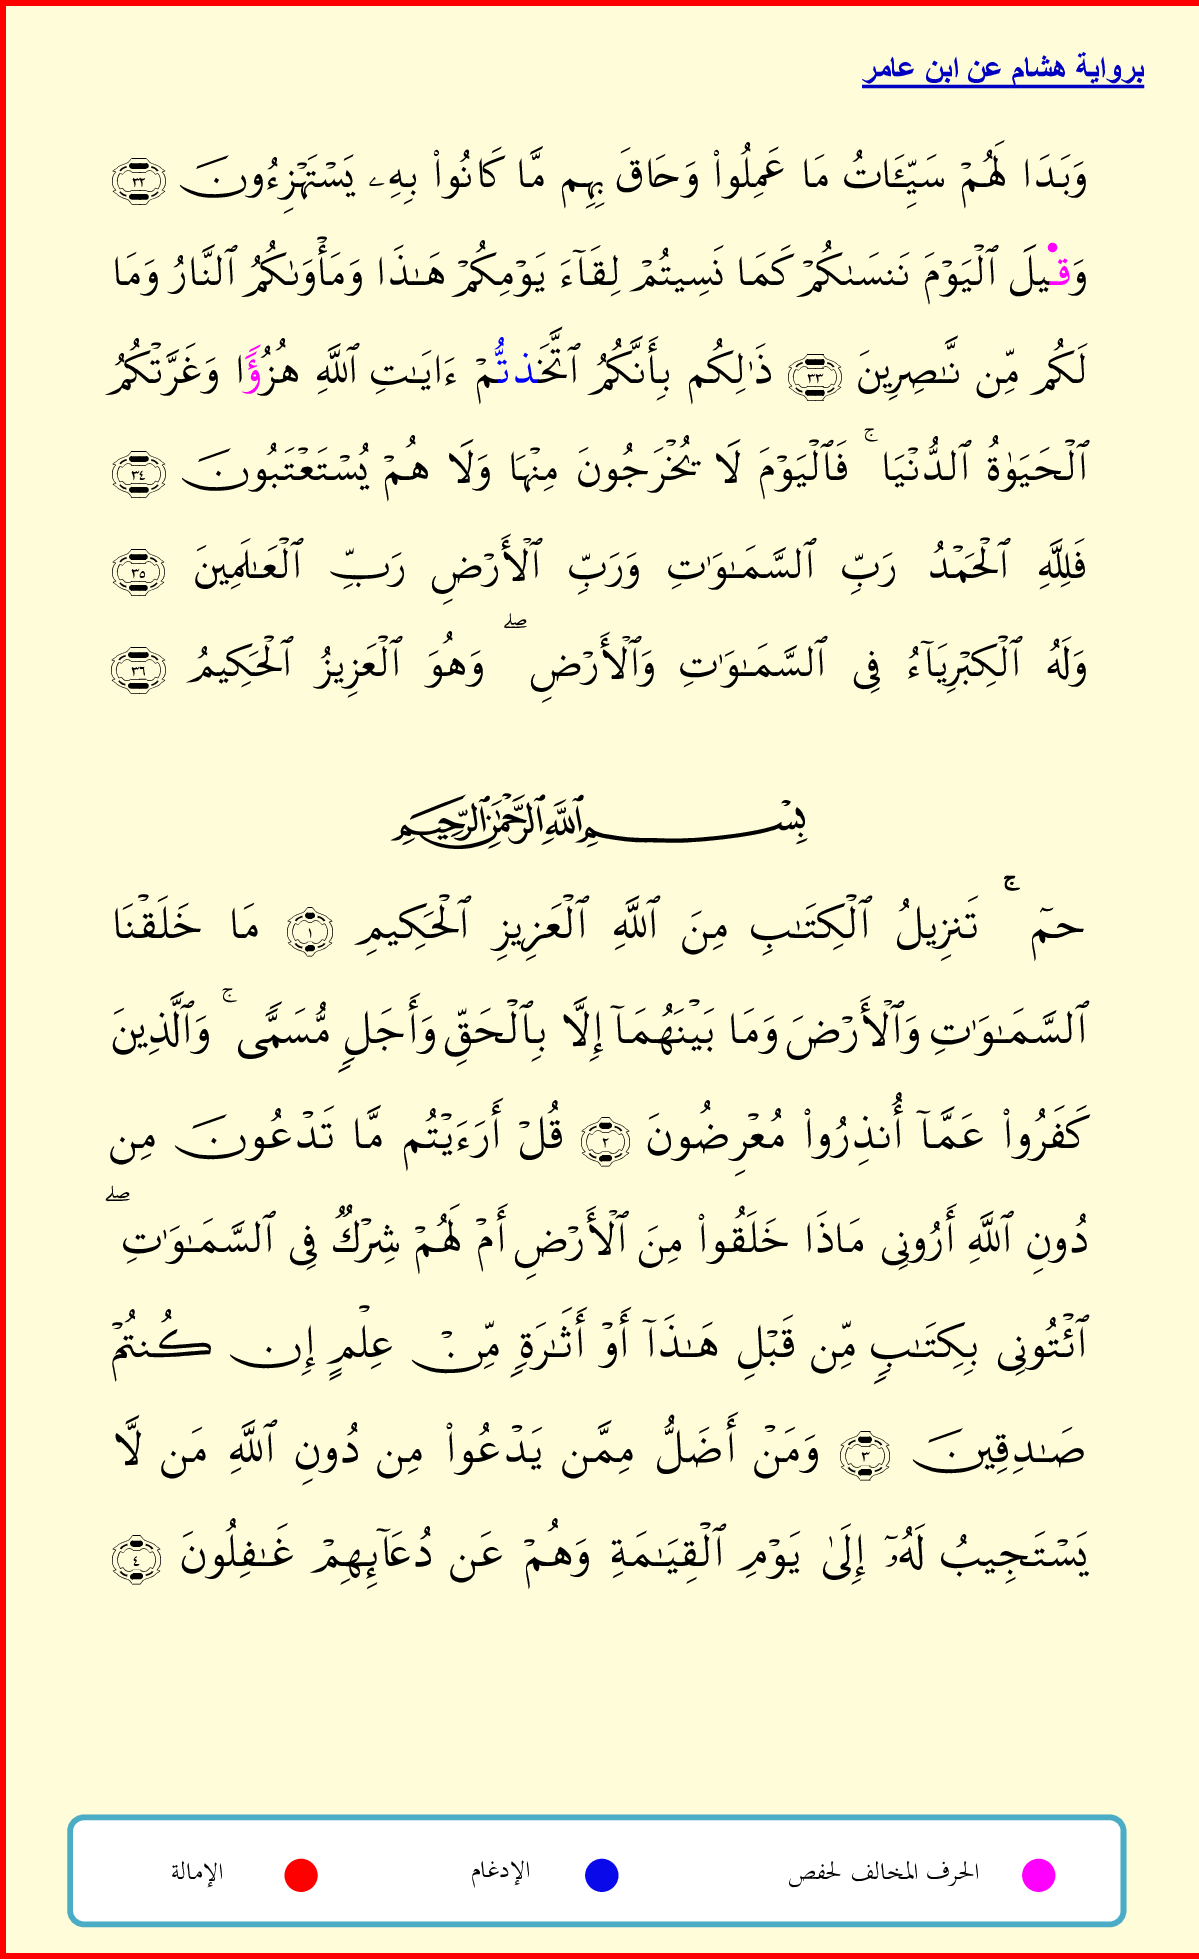 برواية هشام عن ابن عامر
وَبَدَا لَهُمۡ سَيِّـَٔاتُ مَا عَمِلُواْ وَحَاقَ بِهِم مَّا كَانُواْ بِهِۦ يَسۡتَهۡزِءُونَ ٣٢
وَقِيلَ ٱلۡيَوۡمَ نَنسَىٰكُمۡ كَمَا نَسِيتُمۡ لِقَآءَ يَوۡمِكُمۡ هَـٰذَا وَمَأۡوَىٰكُمُ ٱلنَّارُ وَمَا
لَكُم مِّن نَّـٰصِرِينَ ٣٣ ذَٰلِكُم بِأَنَّكُمُ ٱتَّخَذتُّمۡ ءَايَـٰتِ ٱللَّهِ هُزُؤًا وَغَرَّتۡكُمُ
ٱلۡحَيَوٰةُ ٱلدُّنۡيَا ۚ فَٱلۡيَوۡمَ لَا يُخۡرَجُونَ مِنۡهَا وَلَا هُمۡ يُسۡتَعۡتَبُونَ ٣٤
فَلِلَّهِ ٱلۡحَمۡدُ رَبِّ ٱلسَّمَـٰوَٰتِ وَرَبِّ ٱلۡأَرۡضِ رَبِّ ٱلۡعَـٰلَمِينَ ٣٥
وَلَهُ ٱلۡكِبۡرِيَآءُ فِى ٱلسَّمَـٰوَٰتِ وَٱلۡأَرۡضِ ۖ وَهُوَ ٱلۡعَزِيزُ ٱلۡحَكِيمُ ٣٦
بِسۡمِ ٱللَّهِ ٱلرَّحۡمَـٰنِ ٱلرَّحِيمِ
حمٓ ۚ تَنزِيلُ ٱلۡكِتَـٰبِ مِنَ ٱللَّهِ ٱلۡعَزِيزِ ٱلۡحَكِيمِ ١ مَا خَلَقۡنَا
ٱلسَّمَـٰوَٰتِ وَٱلۡأَرۡضَ وَمَا بَيۡنَهُمَآ إِلَّا بِٱلۡحَقِّ وَأَجَلٍ مُّسَمًّى ۚ وَٱلَّذِينَ
كَفَرُواْ عَمَّآ أُنذِرُواْ مُعۡرِضُونَ ٢ قُلۡ أَرَءَيۡتُم مَّا تَدۡعُونَ مِن
دُونِ ٱللَّهِ أَرُونِى مَاذَا خَلَقُواْ مِنَ ٱلۡأَرۡضِ أَمۡ لَهُمۡ شِرۡكٌ فِى ٱلسَّمَـٰوَٰتِ ۖ
ٱئۡتُونِى بِكِتَـٰبٍ مِّن قَبۡلِ هَـٰذَآ أَوۡ أَثَـٰرَةٍ مِّنۡ عِلۡمٍ إِن كُنتُمۡ
صَـٰدِقِينَ ٣ وَمَنۡ أَضَلُّ مِمَّن يَدۡعُواْ مِن دُونِ ٱللَّهِ مَن لَّا
يَسۡتَجِيبُ لَهُۥٓ إِلَىٰ يَوۡمِ ٱلۡقِيَـٰمَةِ وَهُمۡ عَن دُعَآئِهِمۡ غَـٰفِلُونَ ٤
الحرف المخالف لحفص الإدغام الإمالة